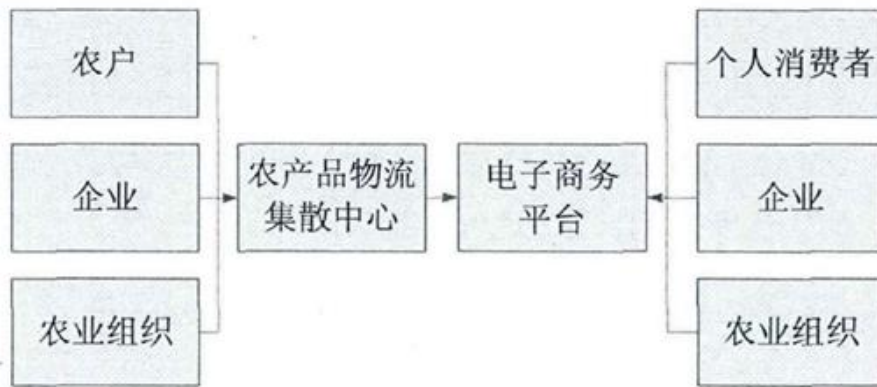 农户
企业
农业组织
农产品物流
集散中心
电子商务
平台
个人消费者
企业
农业组织